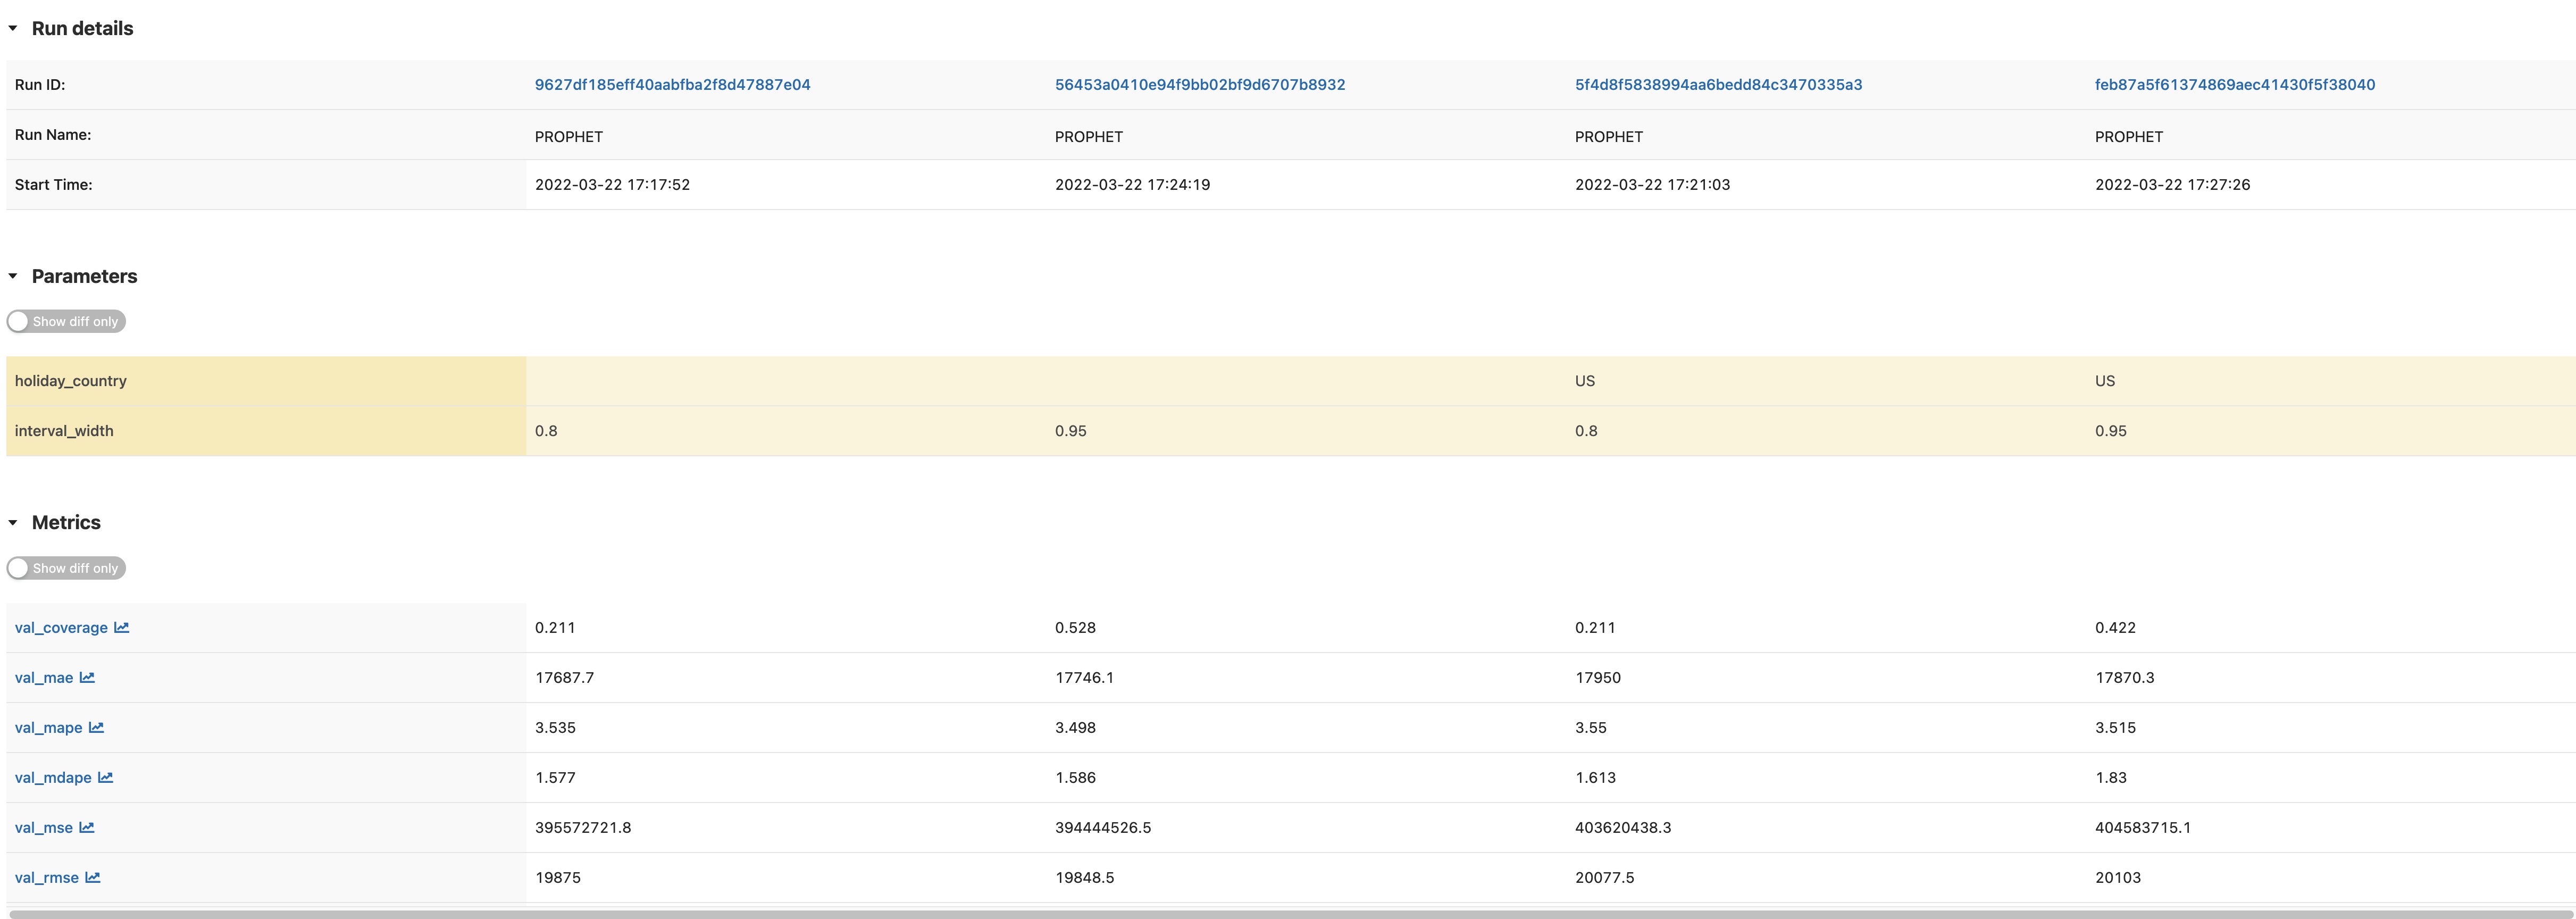 Run details
Run ID: 9627df185eff40aabfba2f8d47887e04 56453a0410e94f9bb02bf9d6707b8932 5f4d8f5838994aa6bedd84c3470335a3 feb87a5f61374869aec41430f5f38040
Run Name: PROPHET PROPHET PROPHET PROPHET
Start Time: 2022-03-22 17:17:52 2022-03-22 17:24:19 2022-03-22 17:21:03 2022-03-22 17:27:26
Parameters
Show diff only
holiday_country US US
interval_width 0.8 0.95 0.8 0.95
Metrics
Show diff only
val_coverage 0.211 0.528 0.211 0.422
val_mae 17687.7 17746.1 17950 17870.3
val_mape 3.535 3.498 3.55 3.515
val_mdape 1.577 1.586 1.613 1.83
val_mse 395572721.8 394444526.5 403620438.3 404583715.1
val_rmse 19875 19848.5 20077.5 20103